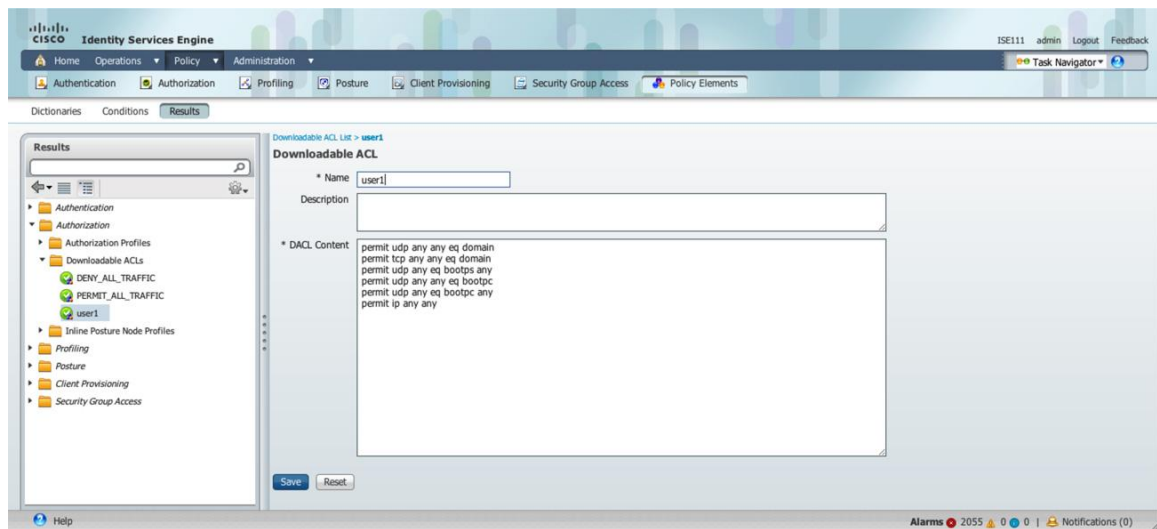 CISCO Identity Services Engine
ISE111 admin Logout Feedback
Home Operations Policy Administration
Task Navigator
Authentication Authorization Profiling Posture Client Provisioning Security Group Access Policy Elements
Dictionaries Conditions Results
Results
Authentication
Authorization
Authorization Profiles
Downloadable ACLs
DENY_ALL_TRAFFIC
PERMIT_ALL_TRAFFIC
user1
Inline Posture Node Profiles
Profiling
Posture
Client Provisioning
Security Group Access
Downloadable ACL List > user1
Downloadable ACL
* Name user1
Description
* DACL Content
permit udp any any eq domain
permit tcp any any eq domain
permit udp any eq bootps any
permit udp any any eq bootpc
permit udp any eq bootpc any
permit ip any any
Save Reset
Help
Alarms 2055 0 0 | Notifications (0)